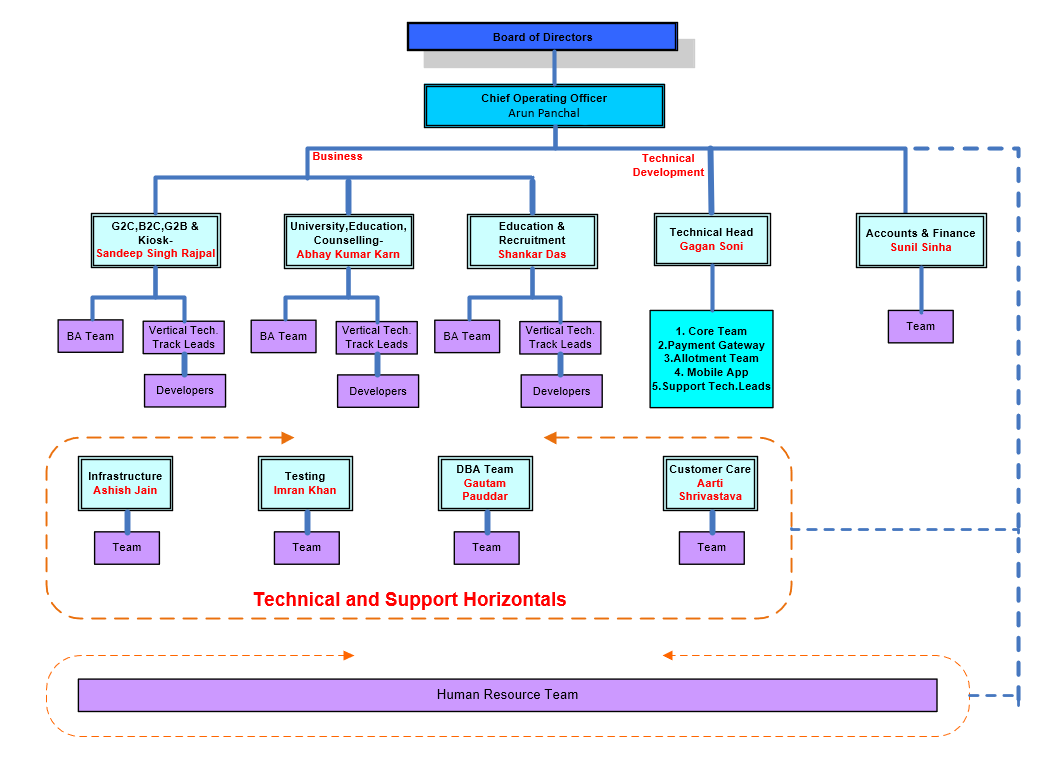 Board of Directors
Chief Operating Officer
Arun Panchal
Business
Technical
Development
G2C,B2C,G2B &
Kiosk-
Sandeep Singh Rajpal
University,Education,
Counselling-
Abhay Kumar Karn
Education &
Recruitment
Shankar Das
Technical Head
Gagan Soni
Accounts & Finance
Sunil Sinha
BA Team
Vertical Tech.
Track Leads
Developers
BA Team
Vertical Tech.
Track Leads
Developers
BA Team
Vertical Tech.
Track Leads
Developers
1. Core Team
2.Payment Gateway
3.Allotment Team
4. Mobile App
5.Support Tech.Leads
Team
Infrastructure
Ashish Jain
Team
Testing
Imran Khan
Team
DBA Team
Gautam
Pauddar
Team
Customer Care
Aarti
Shrivastava
Team
Technical and Support Horizontals
Human Resource Team